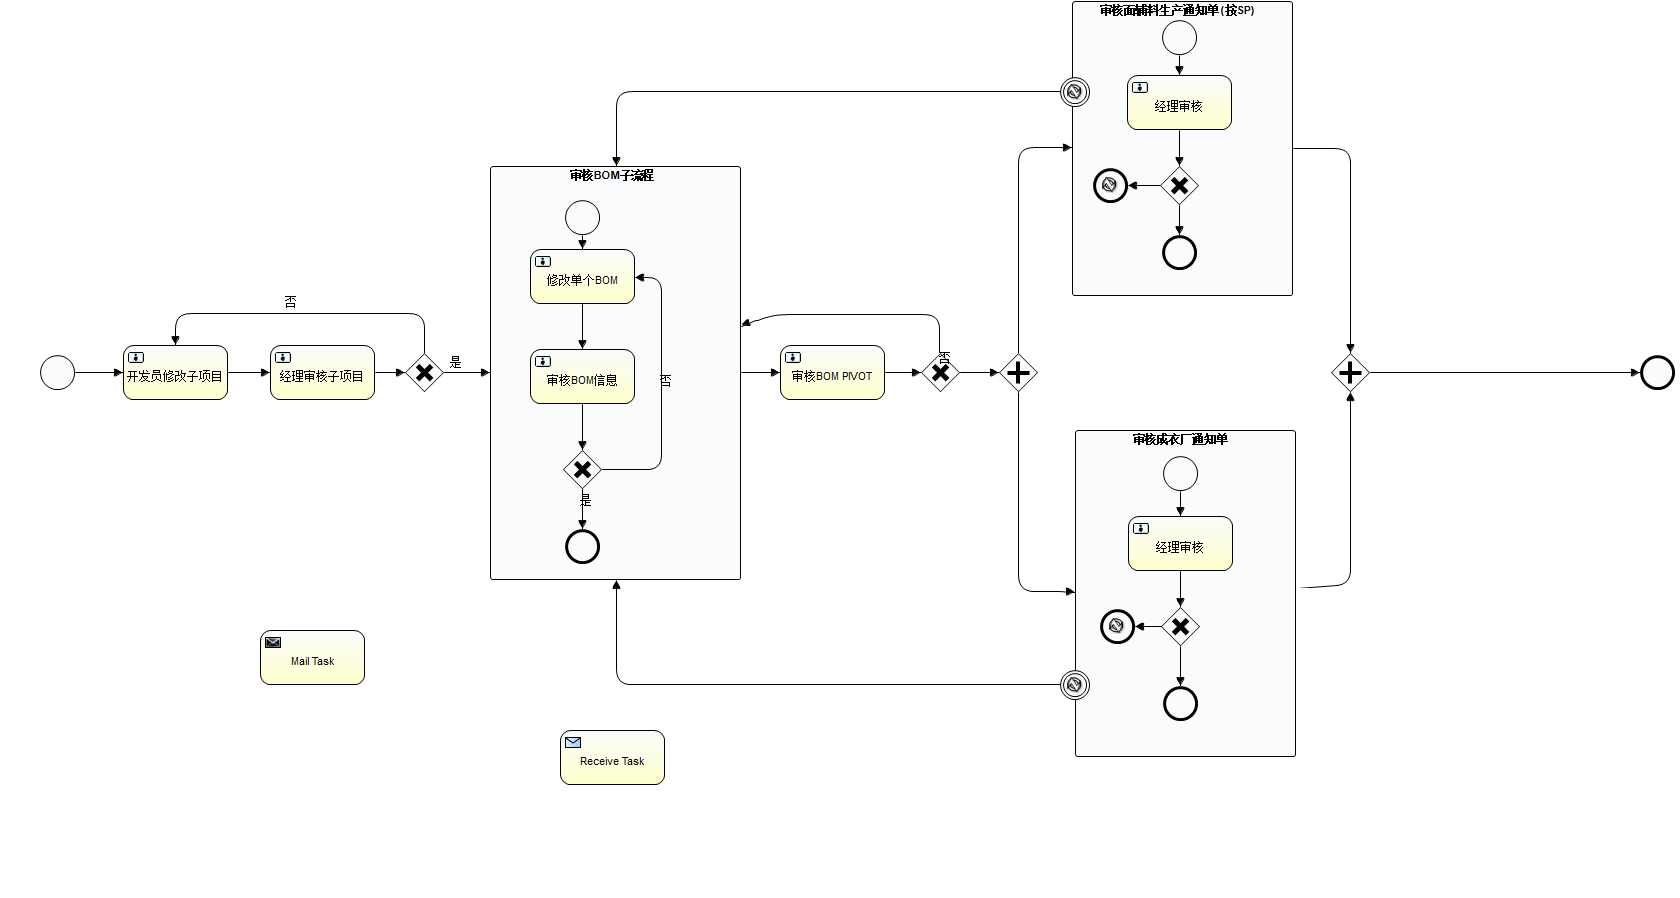 审核面辅料生产通知单 (按SP)
经理审核
审核BOM子流程
修改单个BOM
否
是
开发员修改子项目
经理审核子项目
审核BOM信息
否
审核BOM PIVOT
否
是
审核成衣厂通知单
经理审核
Mail Task
Receive Task